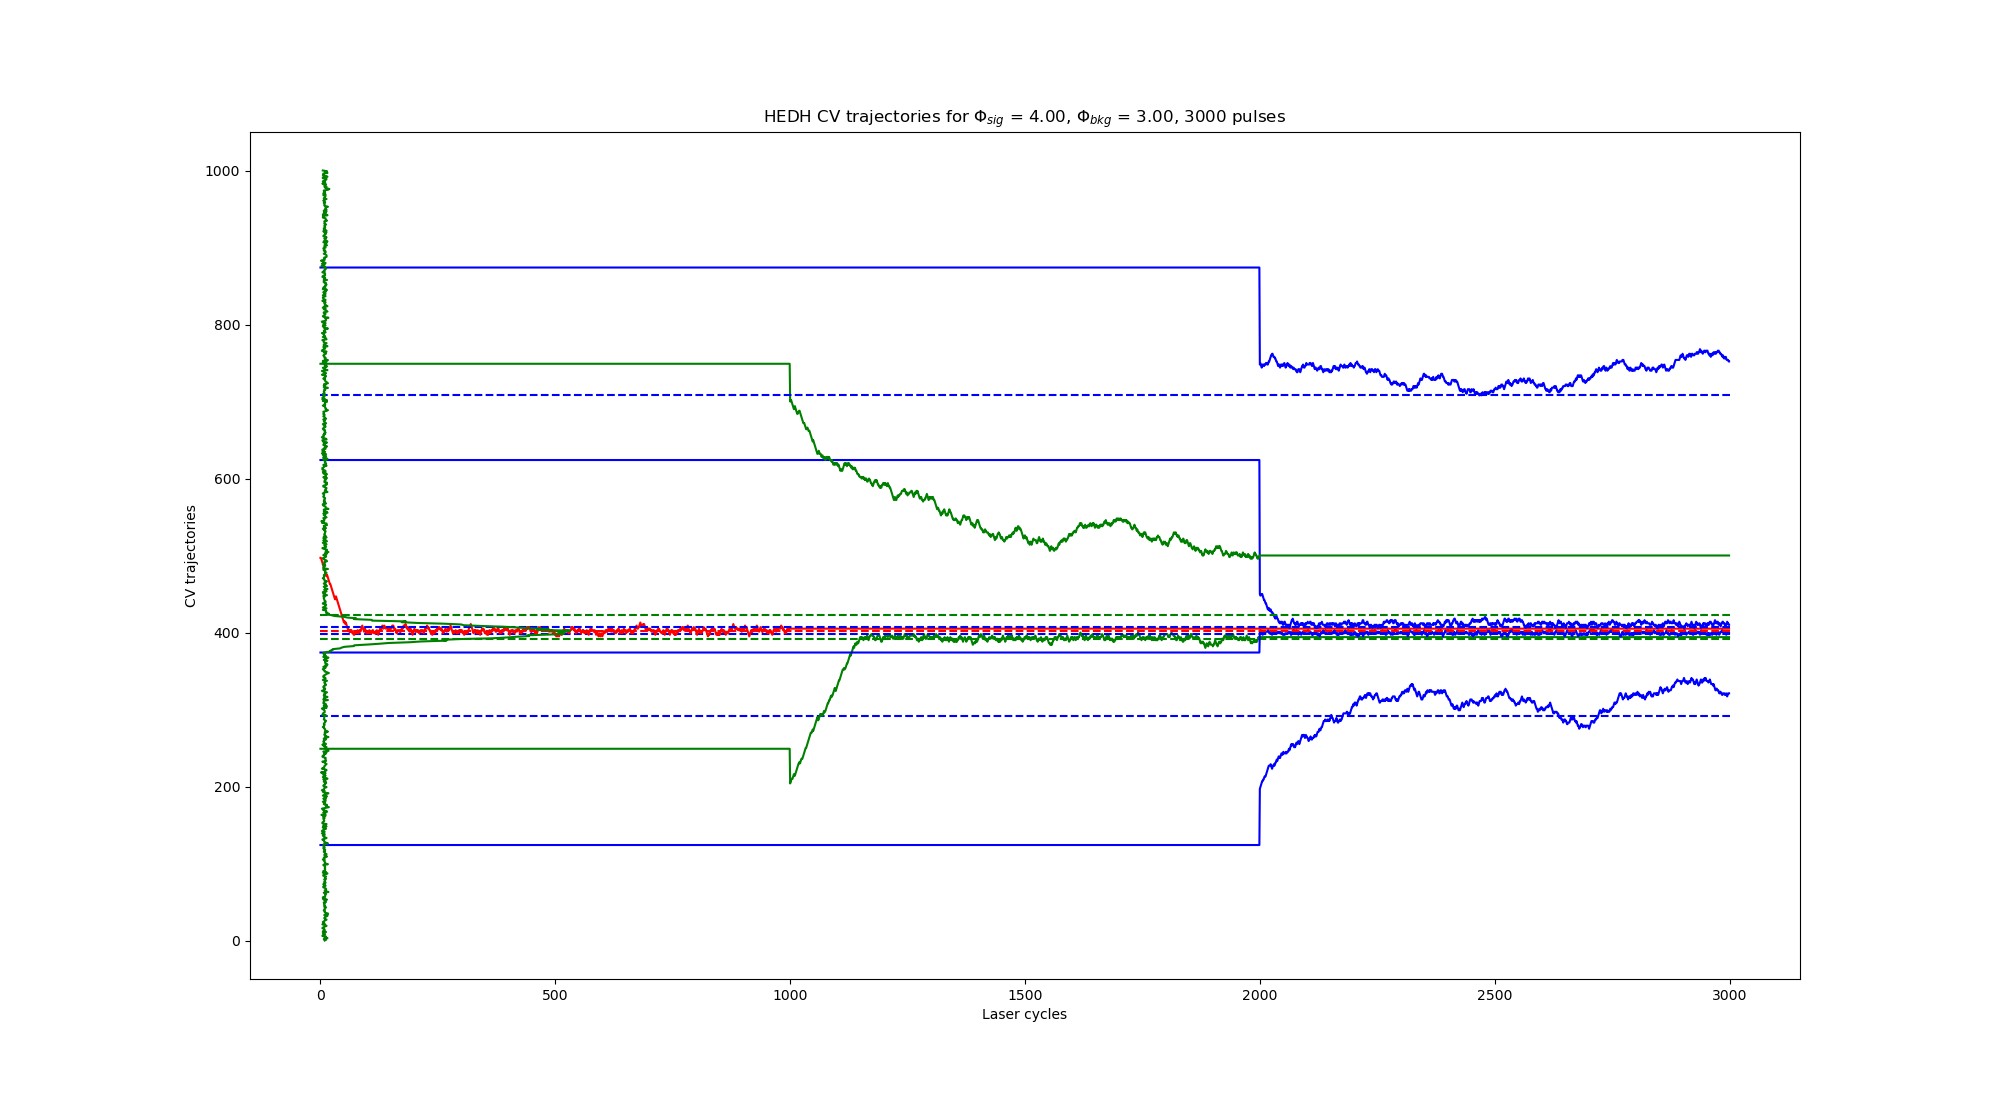 HEDH CV trajectories for Φsig = 4.00, Φbkg = 3.00, 3000 pulses
1000
800
600
400
200
0
CV trajectories
0 500 1000 1500 2000 2500 3000
Laser cycles